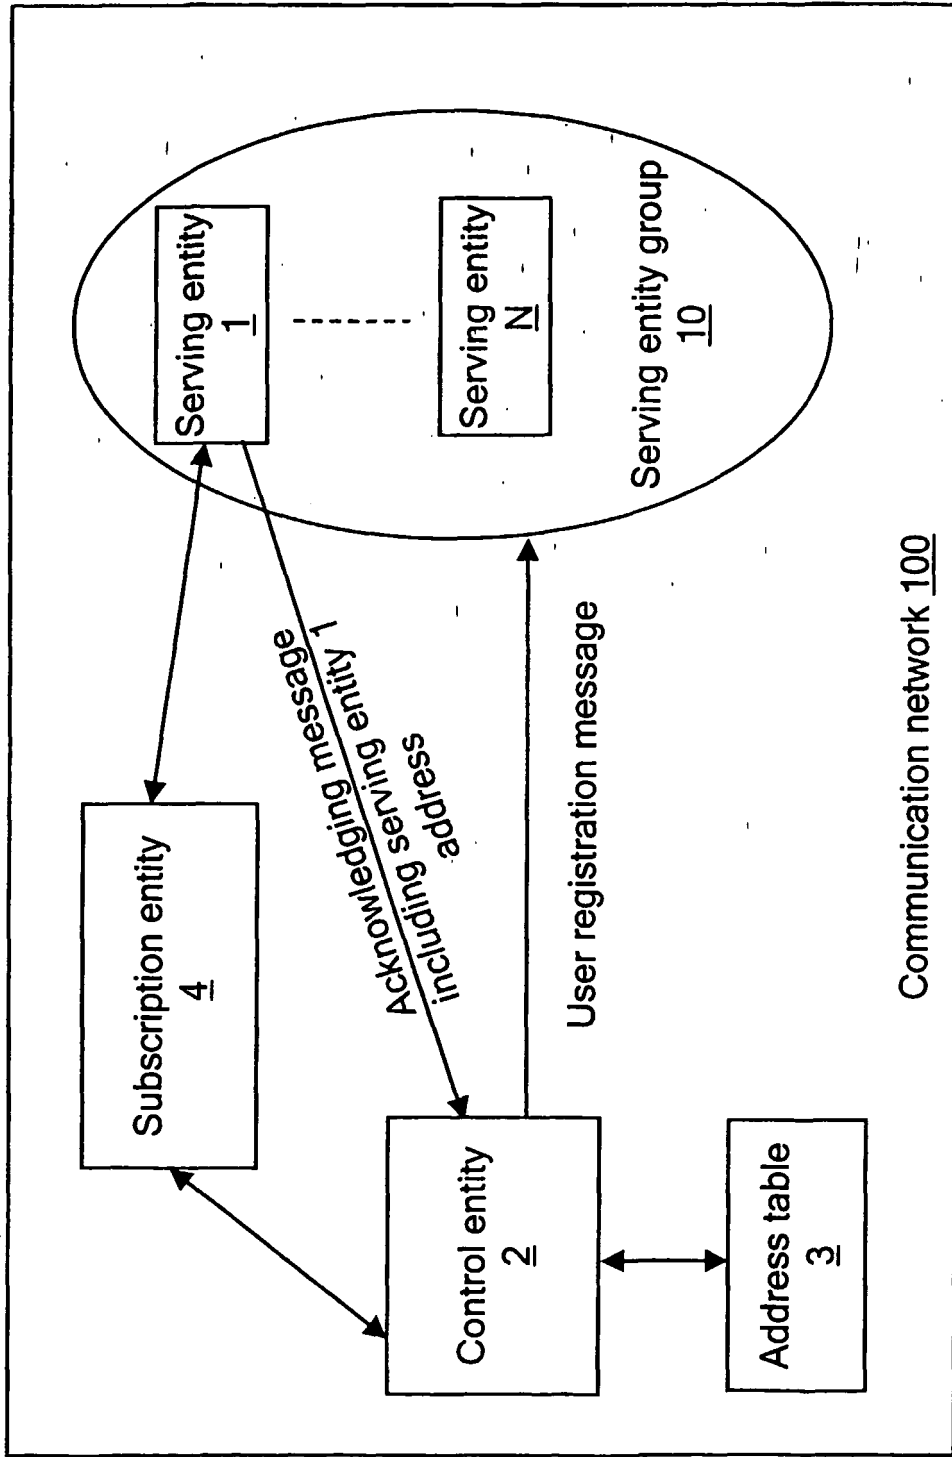 Subscription entity
4
Serving entity
1
Acknowledging message
including serving entity 1
address
Control entity
2
User registration message
Serving entity
N
Serving entity group
10
Address table
3
Communication network 100